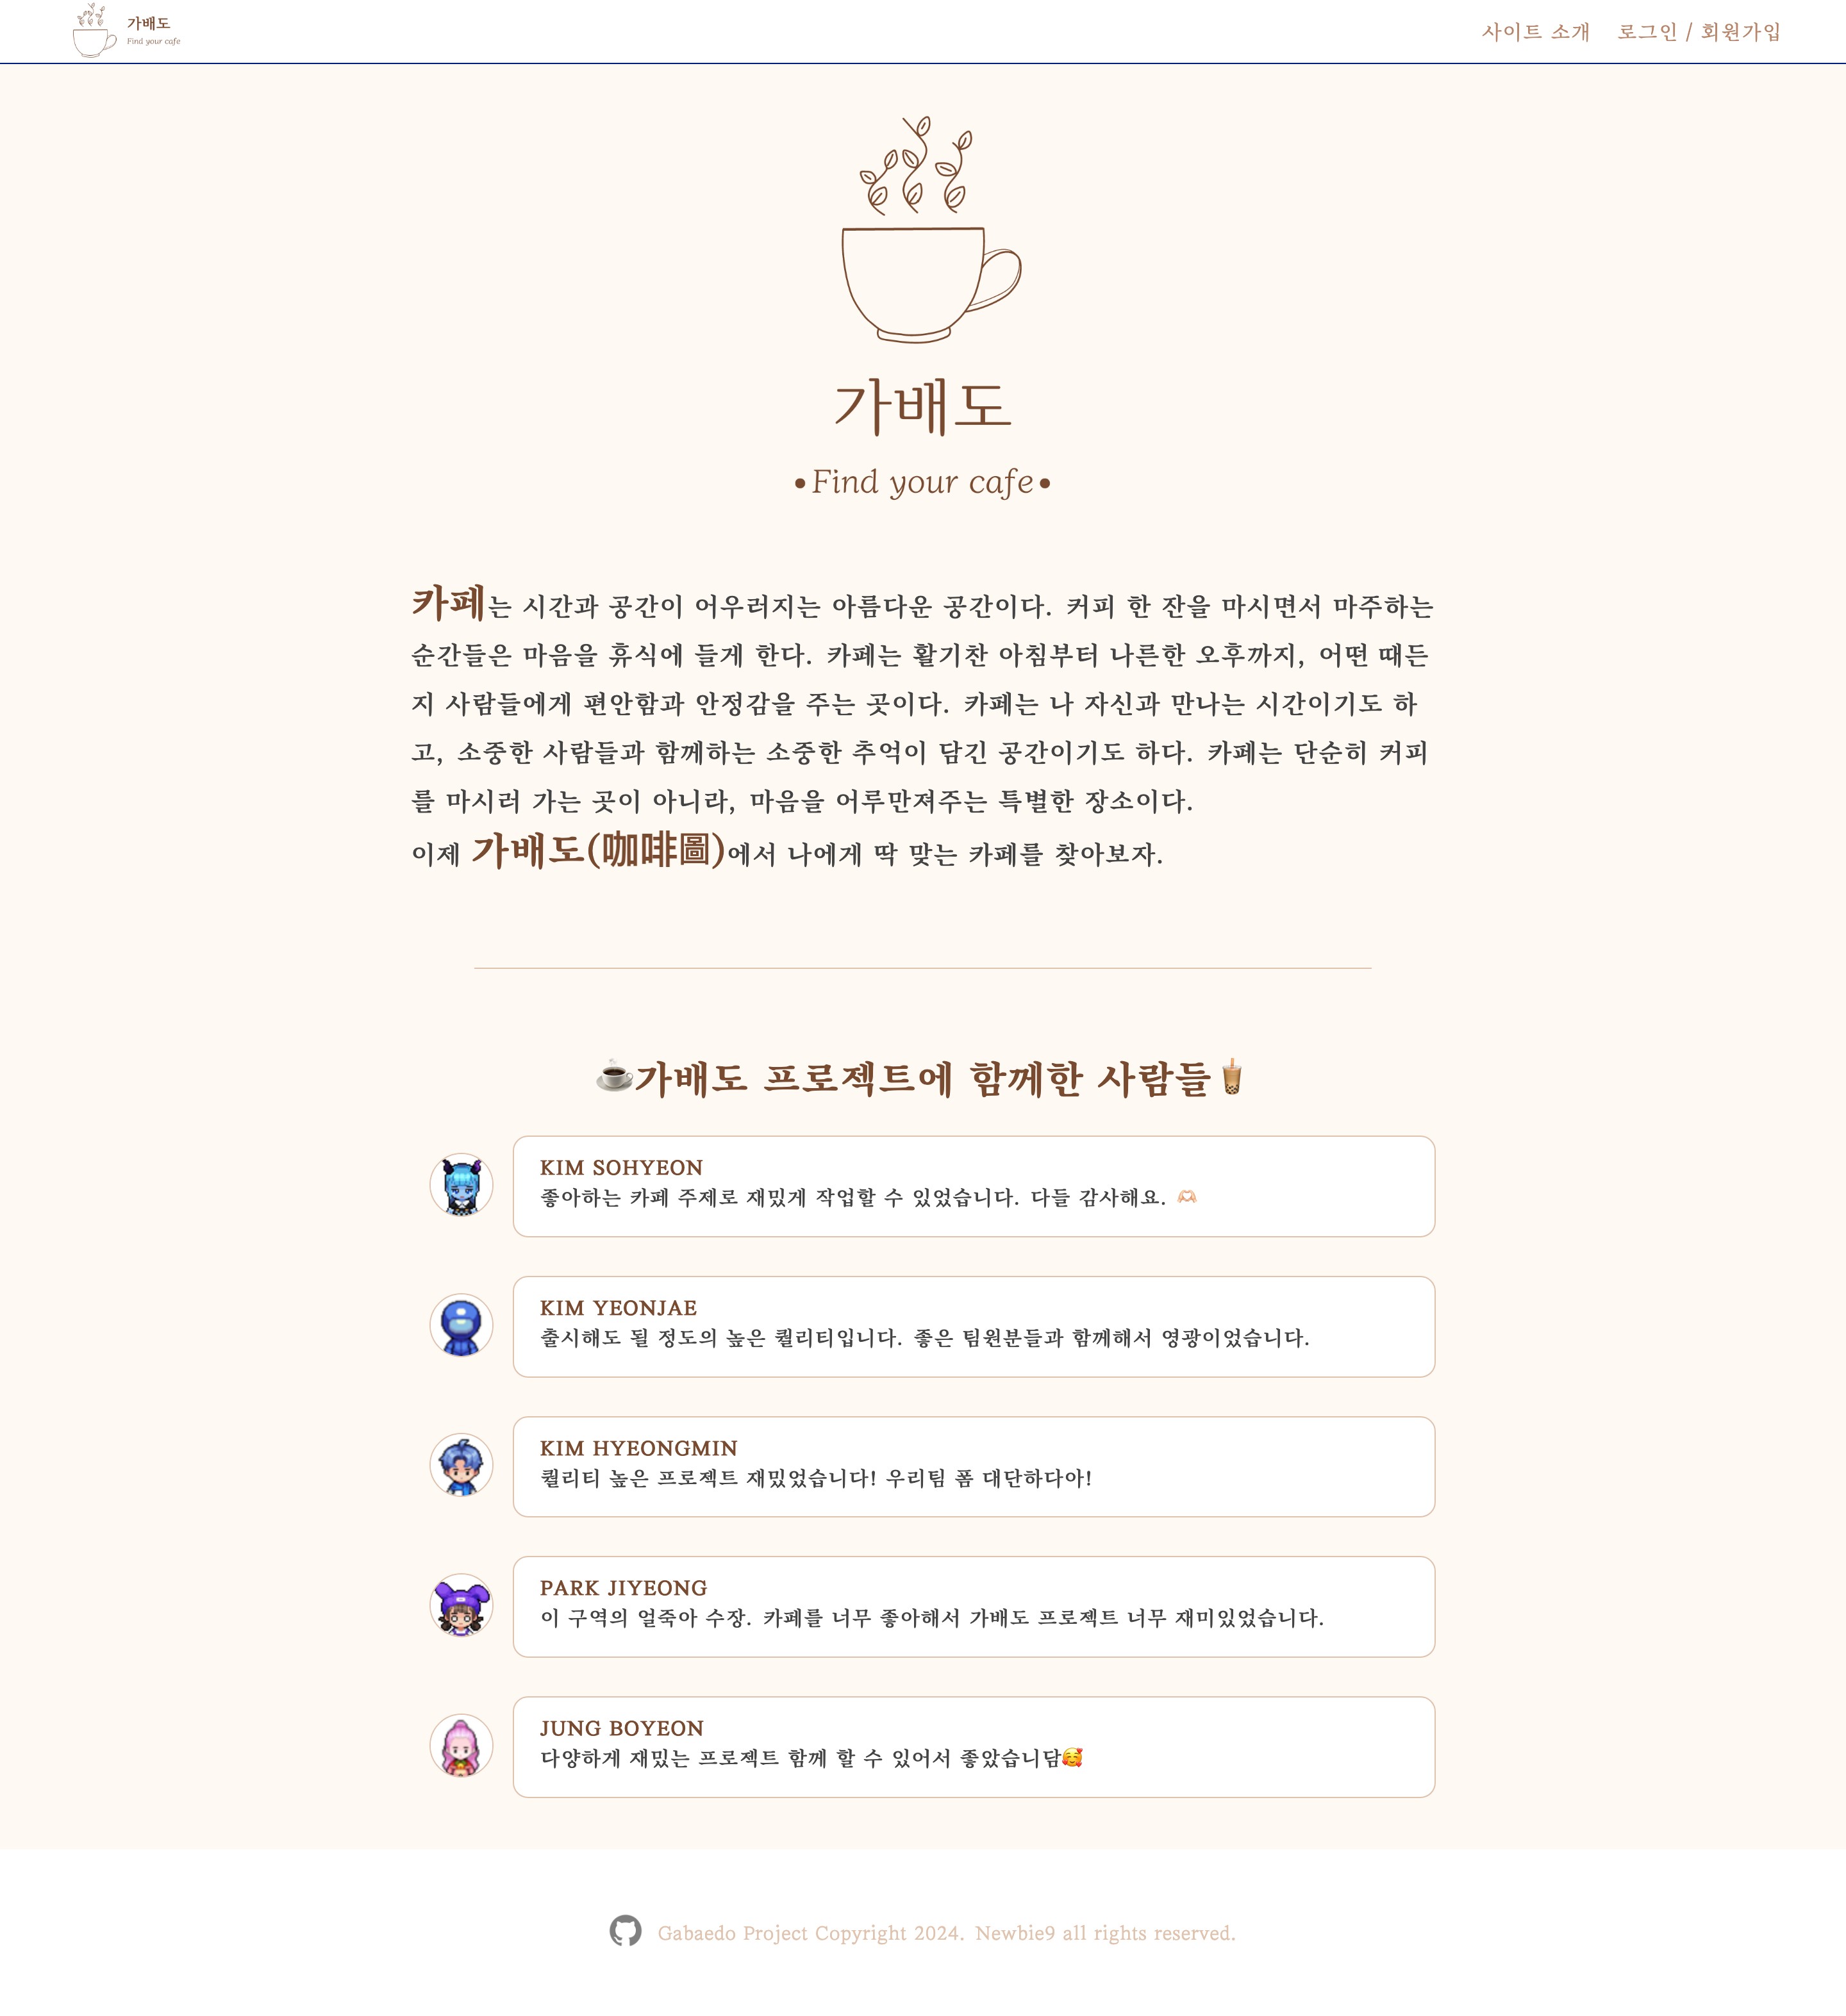 가배도
Find your cafe
사이트 소개
로그인 / 회원가입
가배도
•Find your cafe•
카페는 시간과 공간이 어우러지는 아름다운 공간이다. 커피 한 잔을 마시면서 마주하는
순간들은 마음을 휴식에 들게 한다. 카페는 활기찬 아침부터 나른한 오후까지, 어떤 때든
지 사람들에게 편안함과 안정감을 주는 곳이다. 카페는 나 자신과 만나는 시간이기도 하
고, 소중한 사람들과 함께하는 소중한 추억이 담긴 공간이기도 하다. 카페는 단순히 커피
를 마시러 가는 곳이 아니라, 마음을 어루만져주는 특별한 장소이다.
이제 가배도(咖啡圖)에서 나에게 딱 맞는 카페를 찾아보자.
☕가배도 프로젝트에 함께한 사람들🧋
KIM SOHYEON
좋아하는 카페 주제로 재밌게 작업할 수 있었습니다. 다들 감사해요. 🫶🏻
KIM YEONJAE
출시해도 될 정도의 높은 퀄리티입니다. 좋은 팀원분들과 함께해서 영광이었습니다.
KIM HYEONGMIN
퀄리티 높은 프로젝트 재밌었습니다! 우리팀 폼 대단하다아!
PARK JIYEONG
이 구역의 얼죽아 수장. 카페를 너무 좋아해서 가배도 프로젝트 너무 재미있었습니다.
JUNG BOYEON
다양하게 재밌는 프로젝트 함께 할 수 있어서 좋았습니담🥰
Gabaedo Project Copyright 2024. Newbie9 all rights reserved.